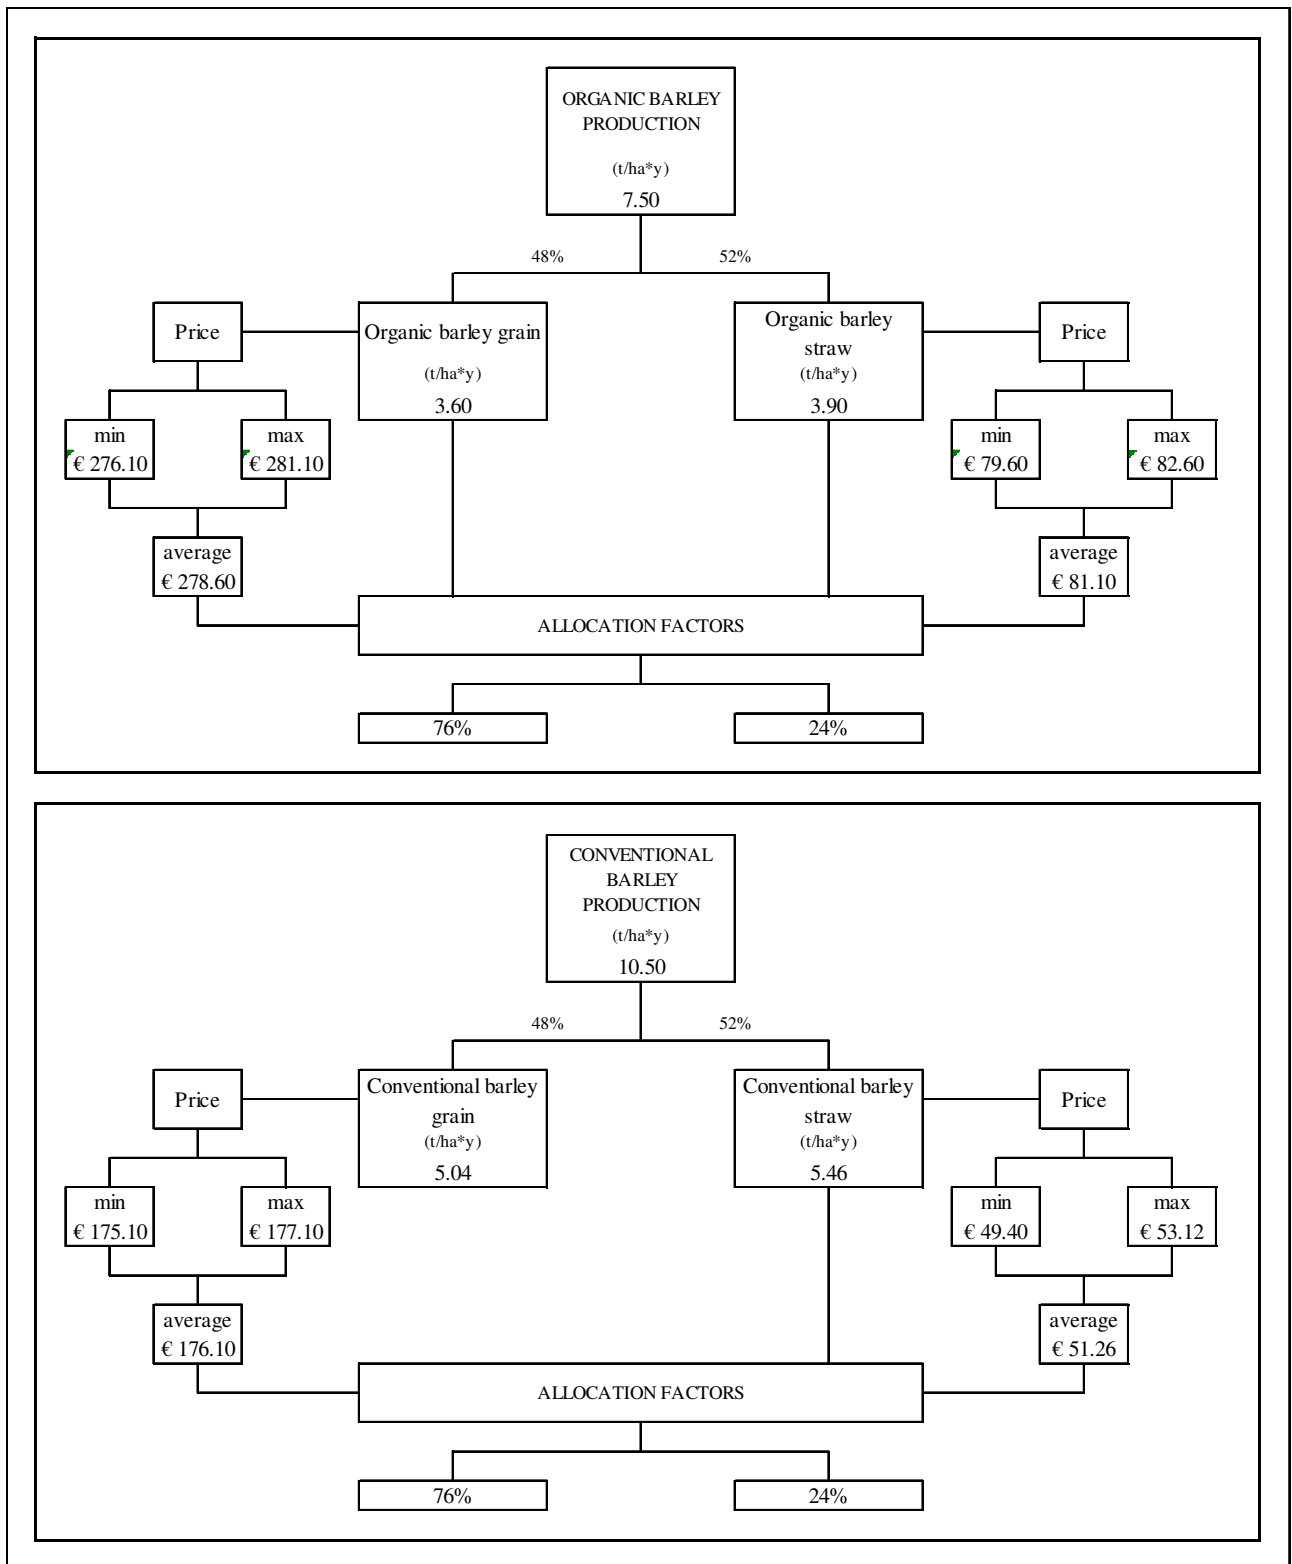 ORGANIC BARLEY
PRODUCTION
(t/ha*y)
7.50
48%
52%
Price
Organic barley grain
(t/ha*y)
3.60
Organic barley
straw
(t/ha*y)
3.90
Price
min
€ 276.10
max
€ 281.10
min
€ 79.60
max
€ 82.60
average
€ 278.60
average
€ 81.10
ALLOCATION FACTORS
76%
24%
CONVENTIONAL
BARLEY
PRODUCTION
(t/ha*y)
10.50
48%
52%
Price
Conventional barley
grain
(t/ha*y)
5.04
Conventional barley
straw
(t/ha*y)
5.46
Price
min
€ 175.10
max
€ 177.10
min
€ 49.40
max
€ 53.12
average
€ 176.10
average
€ 51.26
ALLOCATION FACTORS
76%
24%